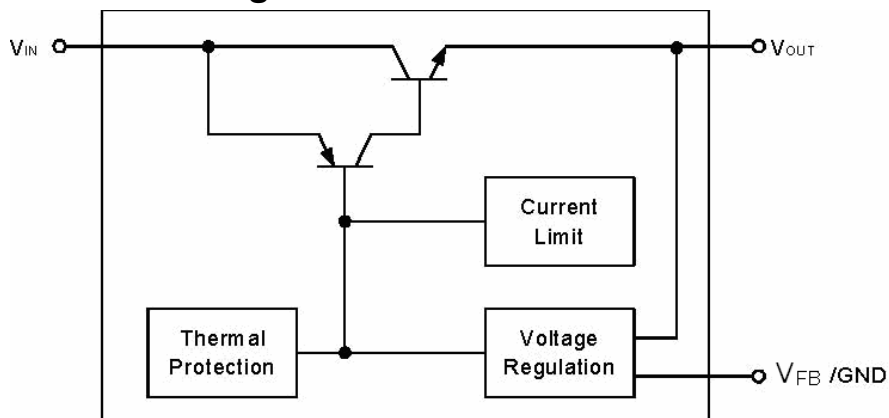 VIN
VOUT
Current
Limit
Thermal
Protection
Voltage
Regulation
VFB /GND